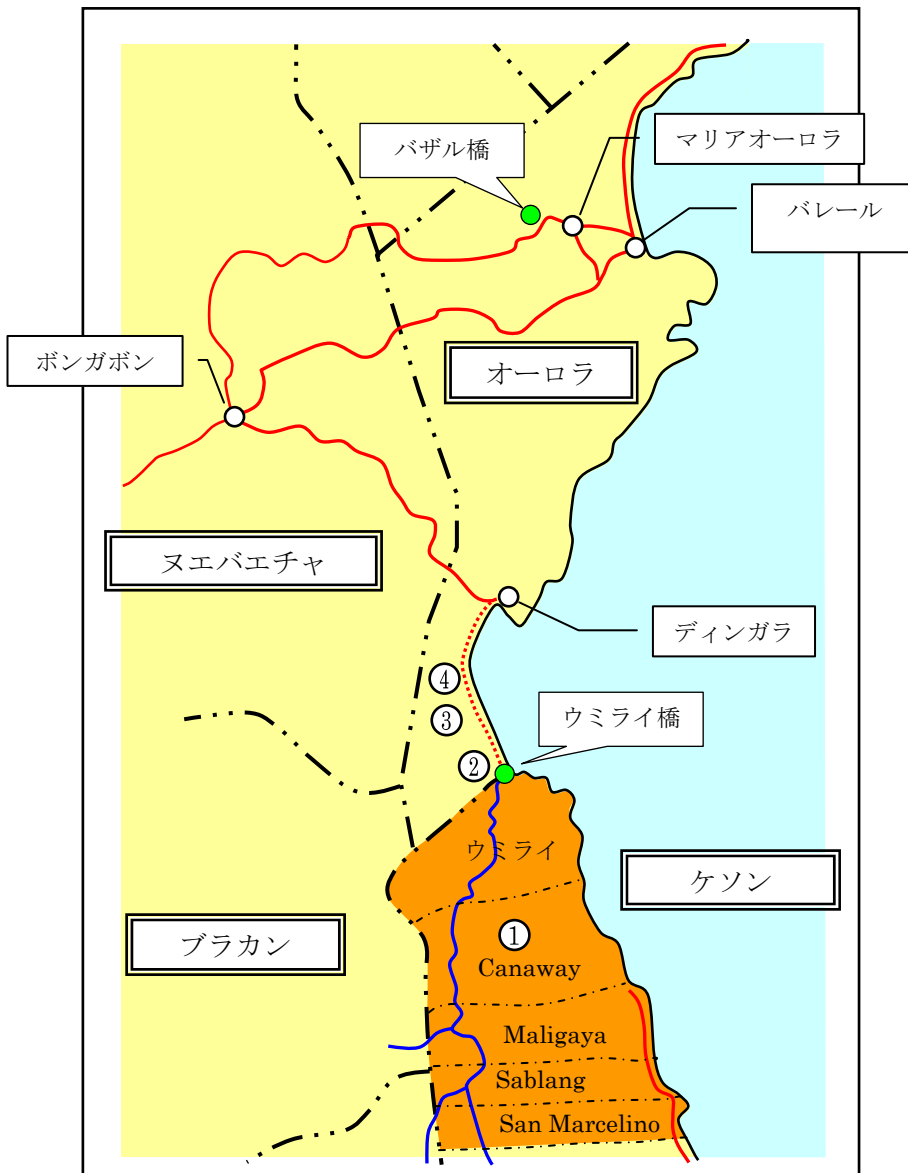 マリアオーロラ
バザル橋
バレール
ボンガボン
オーロラ
ヌエバエチャ
ディンガラ
④
③
ウミライ橋
②
ウミライ
ケソン
①
ブラカン
Canaway
Maligaya
Sablang
San Marcelino